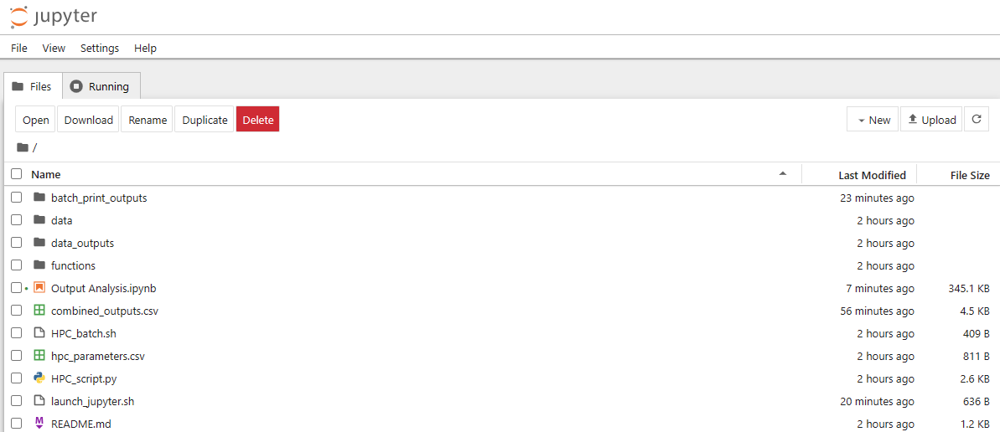 jupyter
File View Settings Help
Files Running
Open Download Rename Duplicate Delete New Upload
/
Name Last Modified File Size
batch_print_outputs 23 minutes ago
data 2 hours ago
data_outputs 2 hours ago
functions 2 hours ago
Output Analysis.ipynb 7 minutes ago 345.1 KB
combined_outputs.csv 56 minutes ago 4.5 KB
HPC_batch.sh 2 hours ago 409 B
hpc_parameters.csv 2 hours ago 811 B
HPC_script.py 2 hours ago 2.6 KB
launch_jupyter.sh 20 minutes ago 636 B
M README.md 2 hours ago 1.2 KB